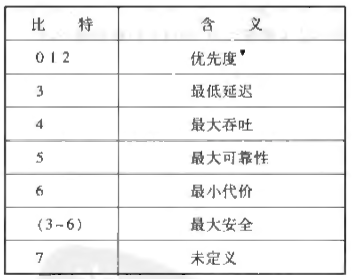 比 特 含 义
0 1 2 优先度▼
3 最低延迟
4 最大吞吐
5 最大可靠性
6 最小代价
(3~6) 最大安全
7 未定义